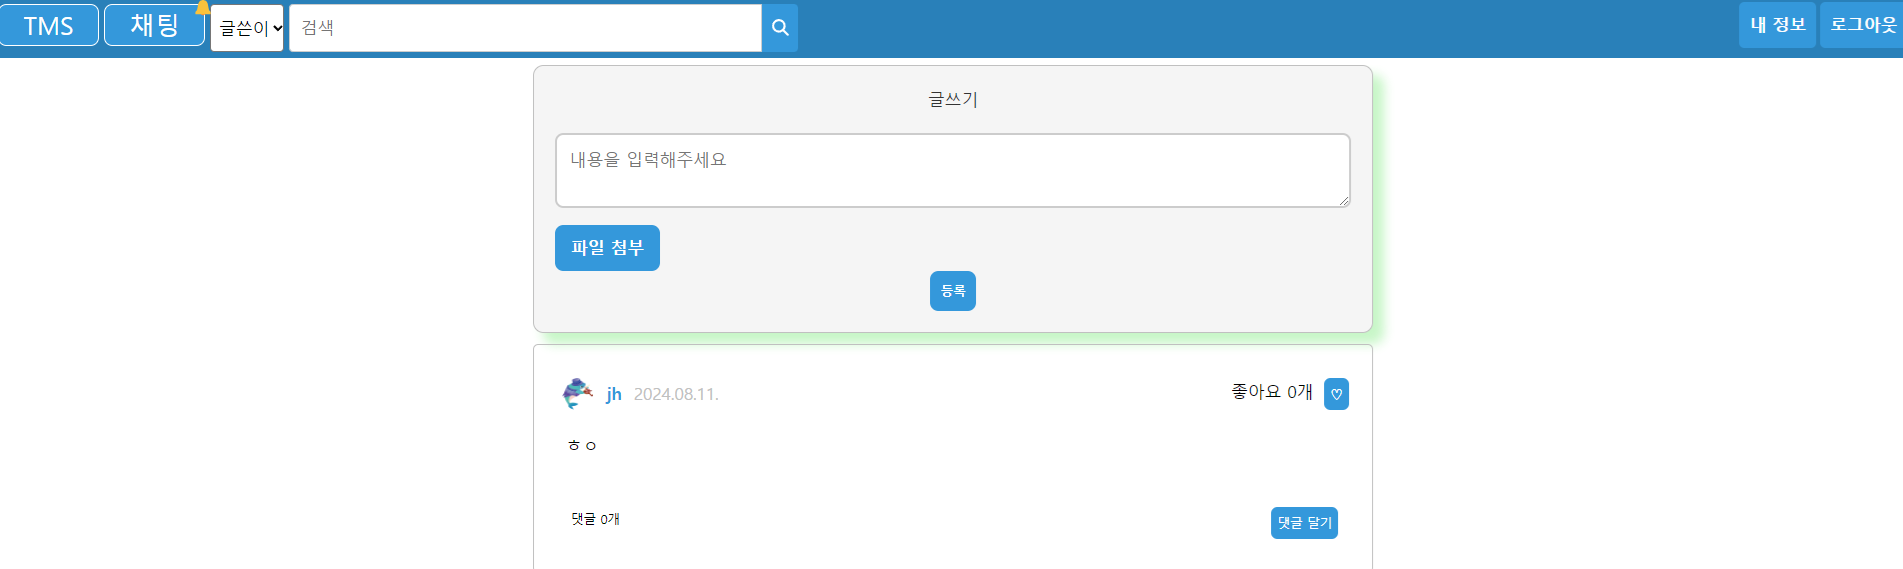 TMS 채팅 글쓴이 검색 내 정보 로그아웃
글쓰기
내용을 입력해주세요
파일 첨부
등록
jh 2024.08.11. 좋아요 0개 ♡
ㅎㅇ
댓글 0개 댓글 달기